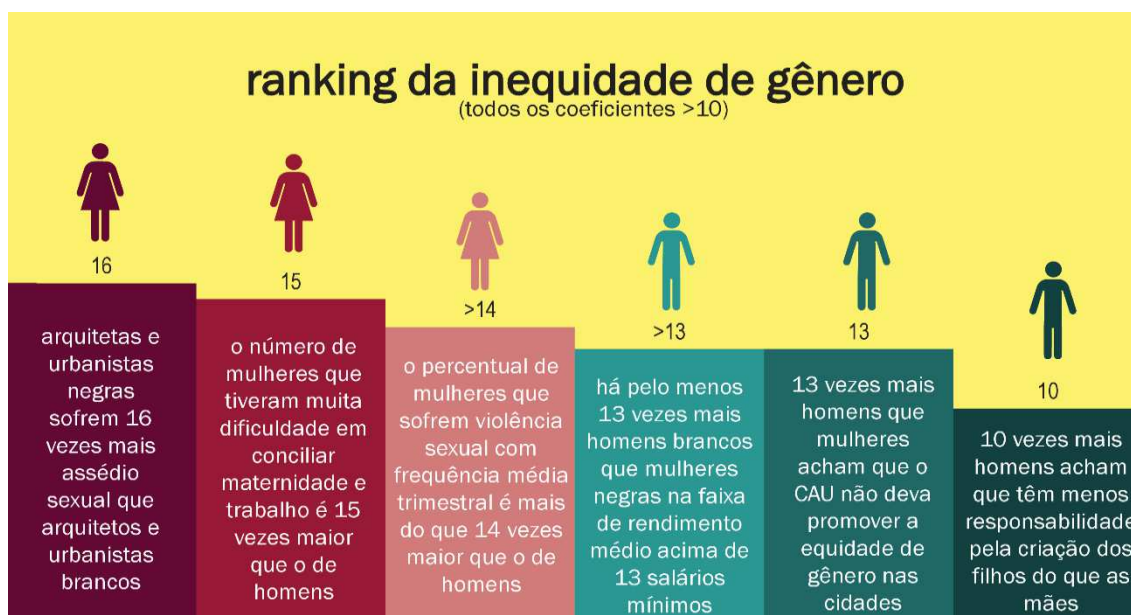 ranking da inequidade de gênero
(todos os coeficientes >10)
16
arquitetas e
urbanistas
negras
sofrem 16
vezes mais
assédio
sexual que
arquitetos e
urbanistas
brancos
15
o número de
mulheres que
tiveram muita
dificuldade em
conciliar
maternidade e
trabalho é 15
vezes maior
que o de
homens
>14
o percentual de
mulheres que
sofrem violência
sexual com
frequência média
trimestral é mais
do que 14 vezes
maior que o de
homens
>13
há pelo menos
13 vezes mais
homens brancos
que mulheres
negras na faixa
de rendimento
médio acima de
13 salários
mínimos
13
13 vezes mais
homens que
mulheres
acham que o
CAU não deva
promover a
equidade de
gênero nas
cidades
10
10 vezes mais
homens acham
que têm menos
responsabilidade
pela criação dos
filhos do que as
mães